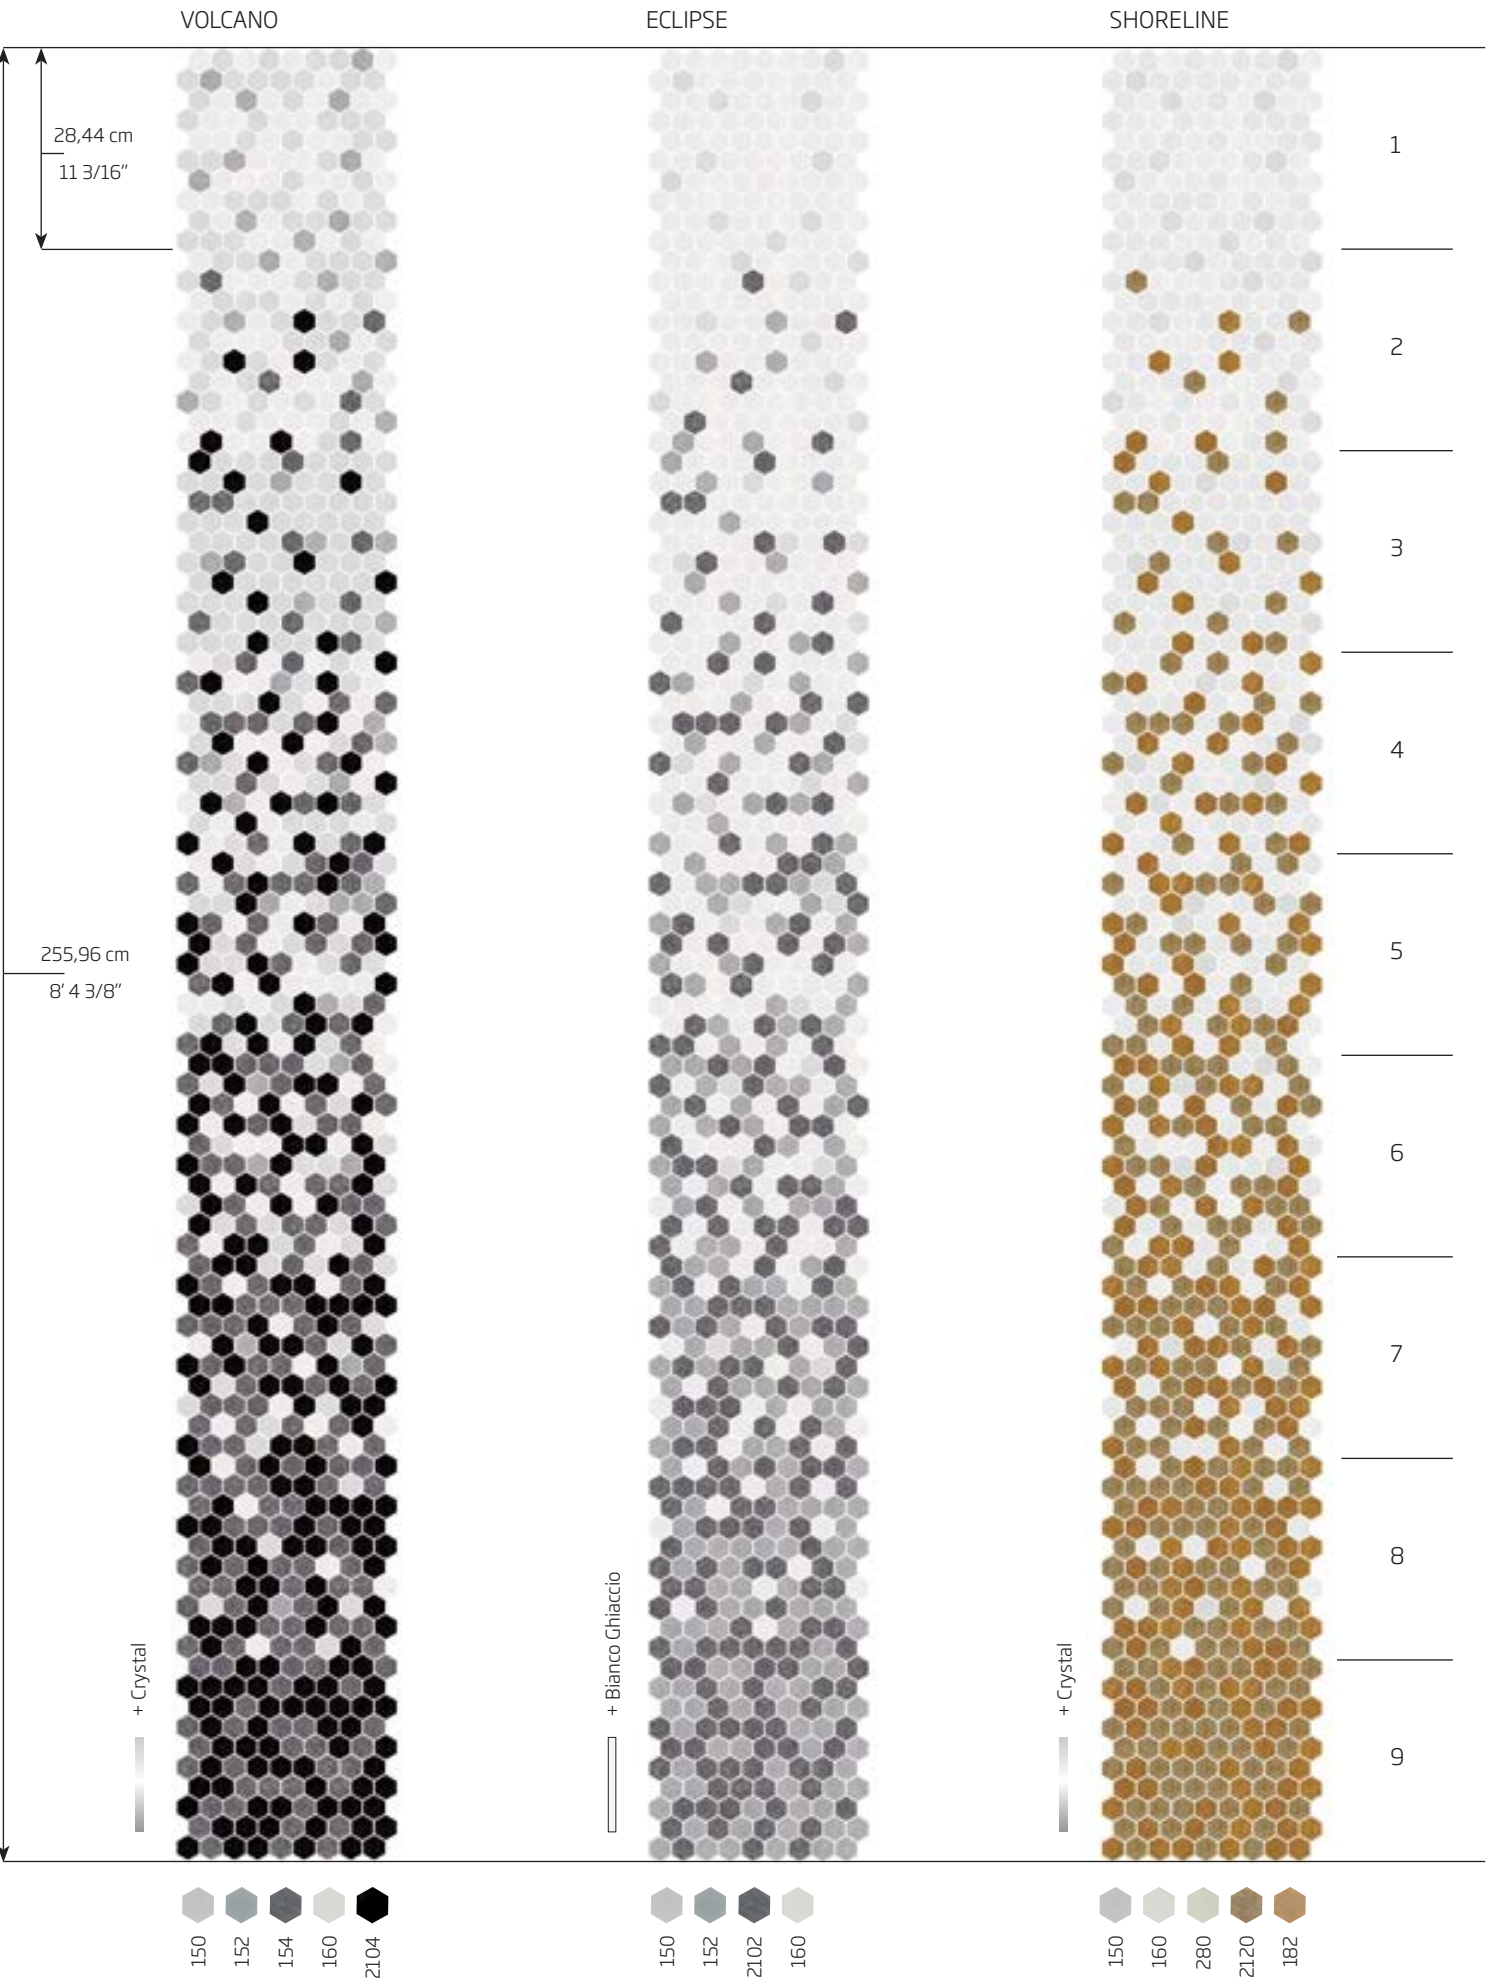 VOLCANO
ECLIPSE
SHORELINE
28,44 cm
11 3/16”
1
2
3
4
255,96 cm
8’ 4 3/8”
5
6
7
8
9
+ Crystal
+ Bianco Ghiaccio
+ Crystal
150
152
154
160
2104
150
152
2102
160
150
160
280
2120
182